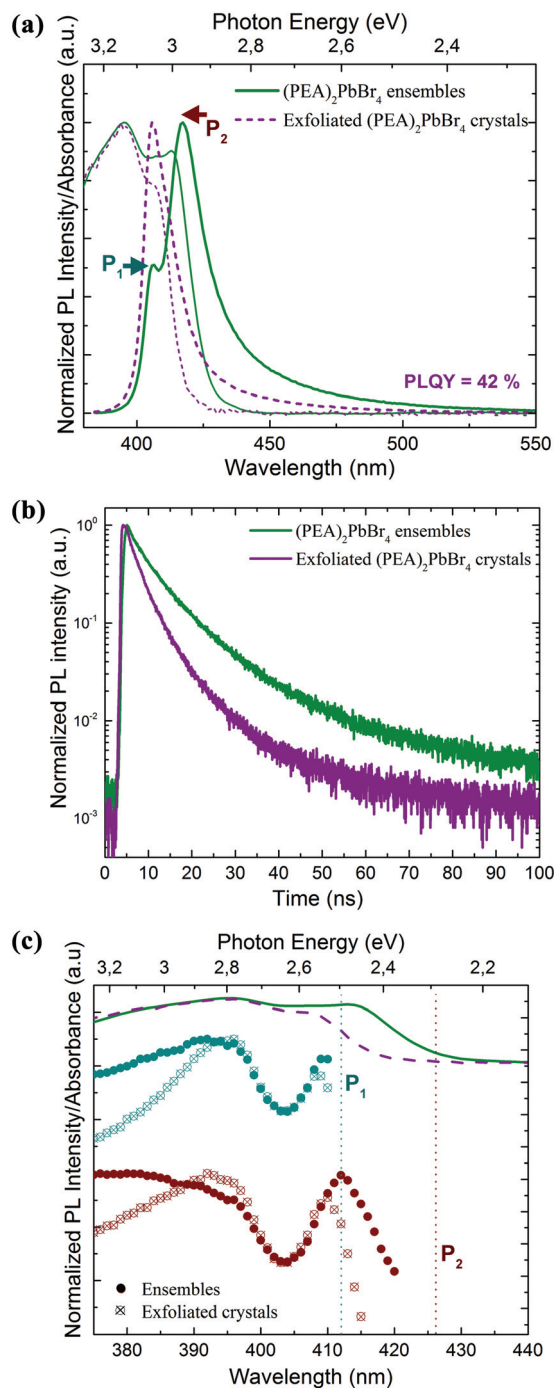 (a)
Photon Energy (eV)
3,2 3 2,8 2,6 2,4
Normalized PL Intensity/Absorbance (a.u.)
(PEA)₂PbBr₄ ensembles
Exfoliated (PEA)₂PbBr₄ crystals
P₂
P₁
PLQY = 42 %
400 450 500 550
Wavelength (nm)
(b)
Normalized PL intensity (a.u.)
10⁰
10⁻¹
10⁻²
10⁻³
(PEA)₂PbBr₄ ensembles
Exfoliated (PEA)₂PbBr₄ crystals
0 10 20 30 40 50 60 70 80 90 100
Time (ns)
(c)
Photon Energy (eV)
3,2 3 2,8 2,6 2,4 2,2
Normalized PL Intensity/Absorbance (a.u)
P₁
P₂
Ensembles
Exfoliated crystals
380 390 400 410 420 430 440
Wavelength (nm)